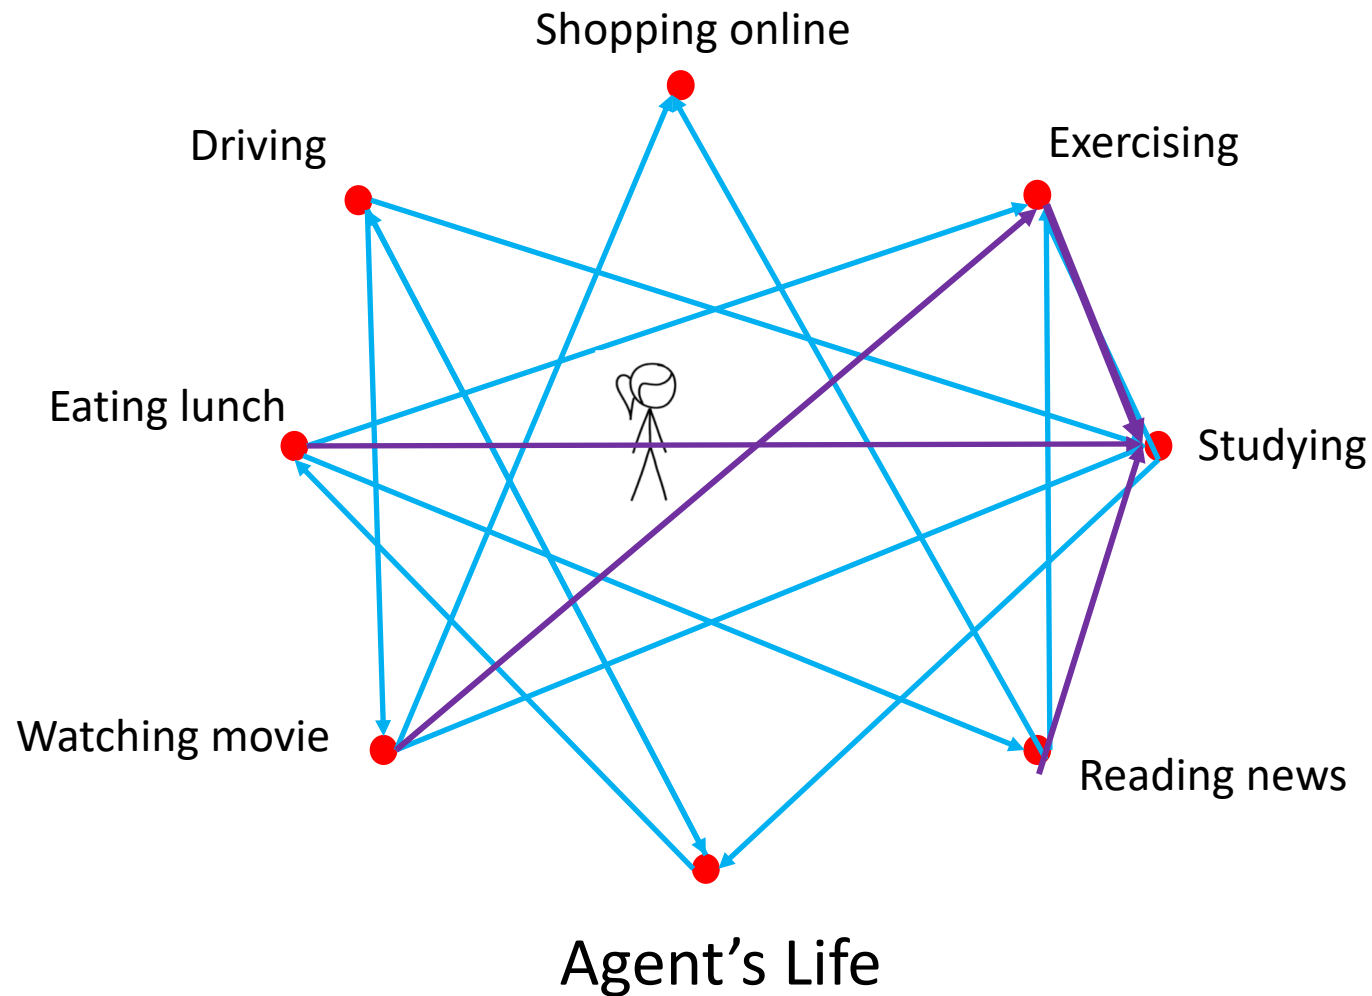 Shopping online
Driving
Exercising
Eating lunch
Studying
Watching movie
Reading news
Agent’s Life